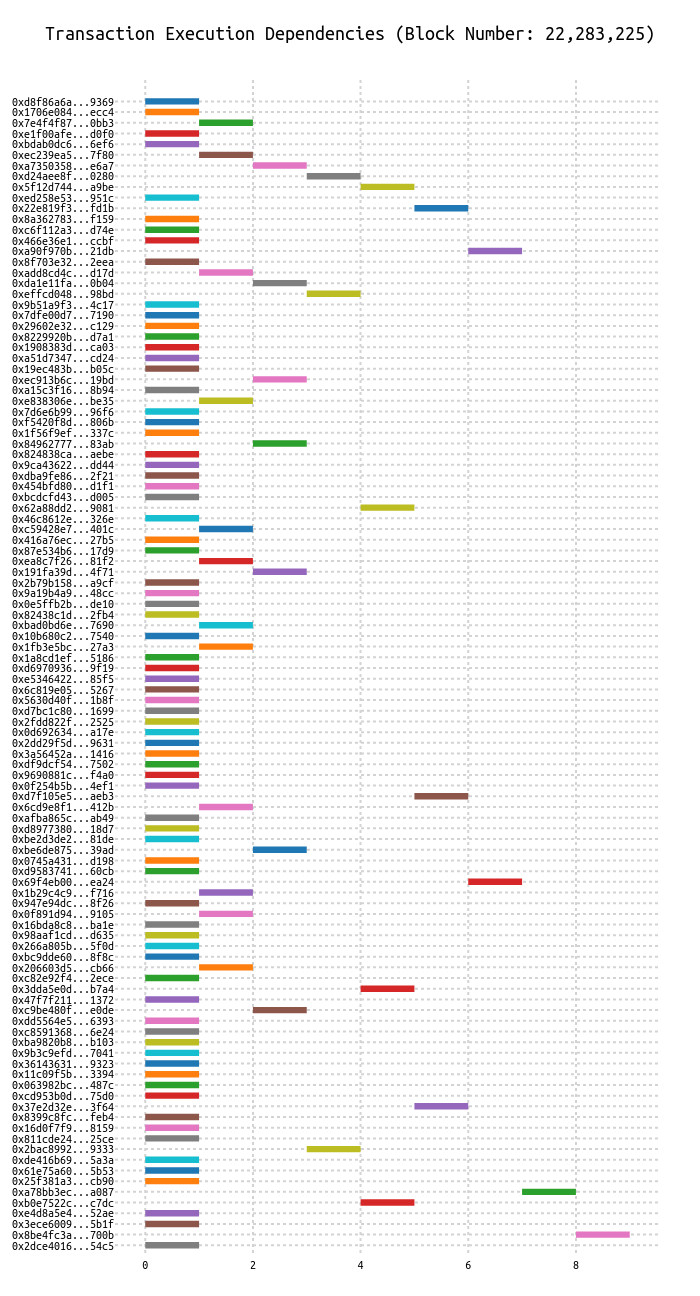 Transaction Execution Dependencies (Block Number: 22,283,225)
0xd8f86a6a...9369
0x1706e084...ecc4
0x7e4f4f87...0bb3
0xe1f00afe...d0f0
0xbdab0dc6...6ef6
0xec239ea5...7f80
0xa7350358...e6a7
0xd24aee8f...0280
0x5f12d744...a9be
0xed258e53...951c
0x22e819f3...fd1b
0x8a362783...f159
0xc6f112a3...d74e
0x466e36e1...ccbf
0xa90f970b...21db
0x8f703e32...2eea
0xadd8cd4c...d17d
0xda1e11fa...0b04
0xeffcd048...98bd
0x9b51a9f3...4c17
0x7dfe00d7...7190
0x29602e32...c129
0x8229920b...d7a1
0x1908383d...ca03
0xa51d7347...cd24
0x19ec483b...b05c
0xec913b6c...19bd
0xa15c3f16...8b94
0xe838306e...be35
0x7d6e6b99...96f6
0xf5420f8d...806b
0x1f56f9ef...337c
0x84962777...83ab
0x824838ca...aebe
0x9ca43622...dd44
0xdba9fe86...2f21
0x454bfd80...d1f1
0xbcdcfd43...d005
0x62a88dd2...9081
0x46c8612e...326e
0xc59428e7...401c
0x416a76ec...27b5
0x87e534b6...17d9
0xea8c7f26...81f2
0x191fa39d...4f71
0x2b79b158...a9cf
0x9a19b4a9...48cc
0x0e5ffb2b...de10
0x82438c1d...2fb4
0xbad0bd6e...7690
0x10b680c2...7540
0x1fb3e5bc...27a3
0x1a8cd1ef...5186
0xd6970936...9f19
0xe5346422...85f5
0x6c819e05...5267
0x5630d40f...1b8f
0xd7bc1c80...1699
0x2fdd822f...2525
0x0d692634...a17e
0x2dd29f5d...9631
0x3a56452a...1416
0xdf9dcf54...7502
0x9690881c...f4a0
0x0f254b5b...4ef1
0xd7f105e5...aeb3
0x6cd9e8f1...412b
0xafba865c...ab49
0xd8977380...18d7
0xbe2d3de2...81de
0xbe6de875...39ad
0x0745a431...d198
0xd9583741...60cb
0x69f4eb00...ea24
0x1b29c4c9...f716
0x947e94dc...8f26
0x0f891d94...9105
0x16bda8c8...ba1e
0x98aaf1cd...d635
0x266a805b...5f0d
0xbc9dde60...8f8c
0x206603d5...cb66
0xc82e92f4...2ece
0x3dda5e0d...b7a4
0x47f7f211...1372
0xc9be480f...e0de
0xdd5564e5...6393
0xc8591368...6e24
0xba9820b8...b103
0x9b3c9efd...7041
0x36143631...9323
0x11c09f5b...3394
0x063982bc...487c
0xcd953b0d...75d0
0x37e2d32e...3f64
0x8399c8fc...feb4
0x16d0f7f9...8159
0x811cde24...25ce
0x2bac8992...9333
0xde416b69...5a3a
0x61e75a60...5b53
0x25f381a3...cb90
0xa78bb3ec...a087
0xb0e7522c...c7dc
0xe4d8a5e4...52ae
0x3ece6009...5b1f
0x8be4fc3a...700b
0x2dce4016...54c5
0 2 4 6 8